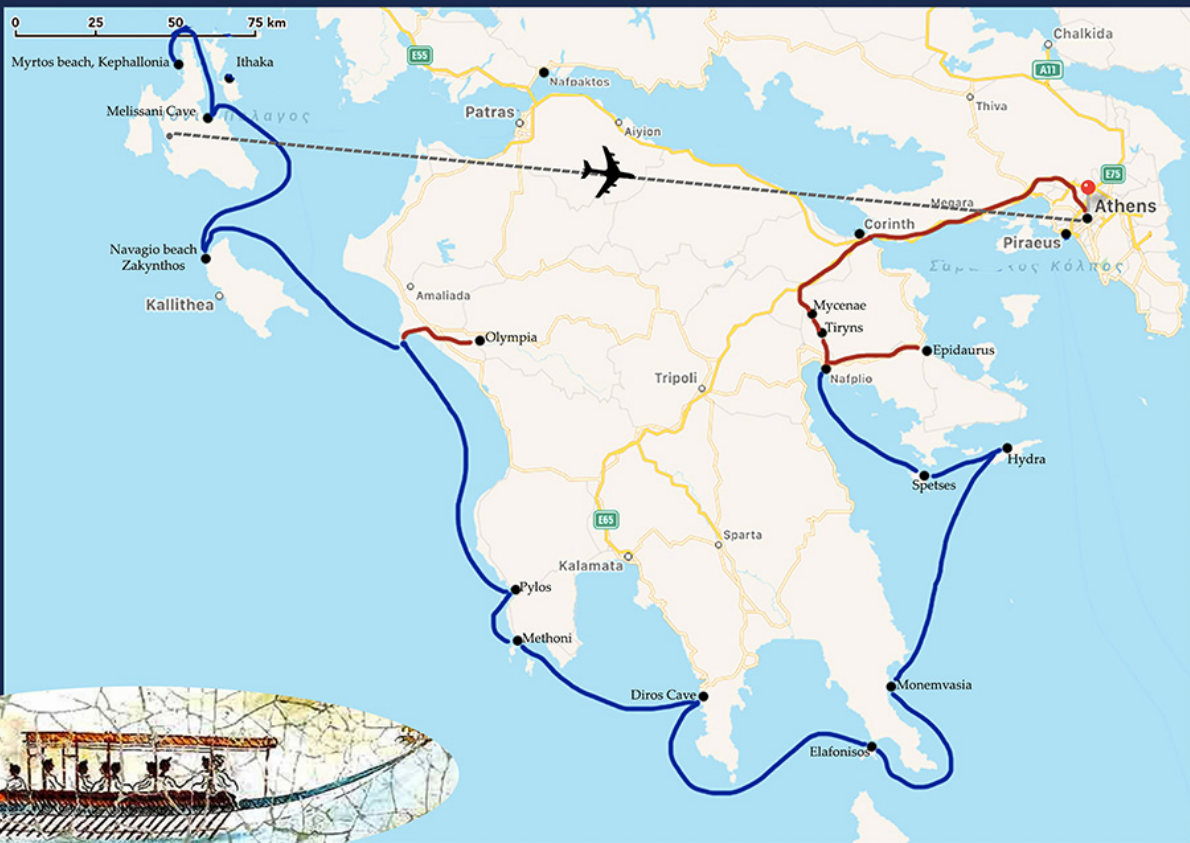 0 25 50 75 km
E55
Chalkida
A11
Myrtos beach, Kephallonia
Ithaka
Nafpaktos
Thiva
Melissani Cave
Patras
Aiyion
E75
Megara
Athens
Corinth
Piraeus
Navagio beach
Zakynthos
Kallithea
Amaliada
Mycenae
Tiryns
Olympia
Epidaurus
Nafplio
Tripoli
Hydra
Spetses
E65
Sparta
Kalamata
Pylos
Methoni
Monemvasia
Diros Cave
Elafonisos